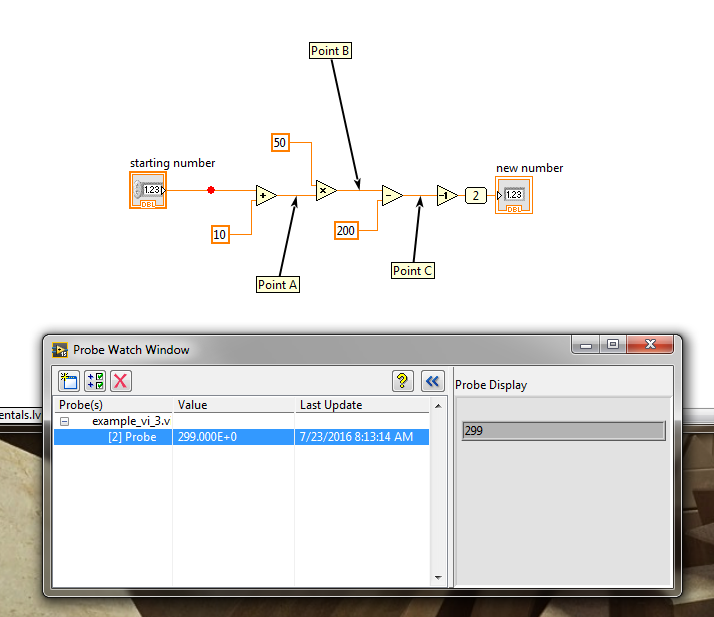 Point B
50
starting number
new number
1.23
DBL
+
×
−
−1
2
1.23
DBL
10
200
Point C
Point A
Probe Watch Window
Probe Display
Probe(s) Value Last Update
entals.lv
example_vi_3.v
[2] Probe 299.000E+0 7/23/2016 8:13:14 AM
299